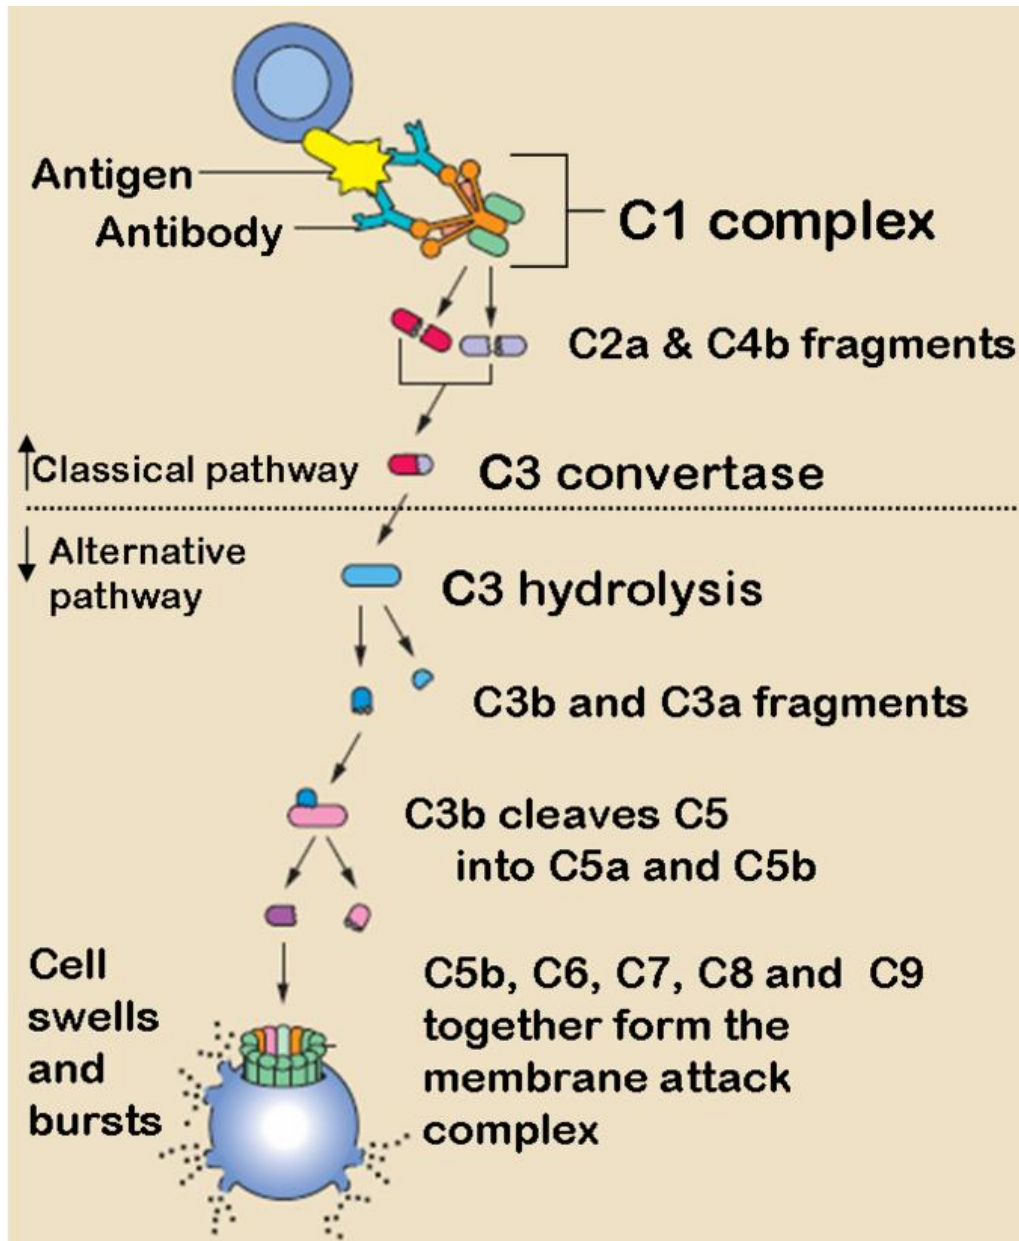 Antigen
Antibody
C1 complex
C2a & C4b fragments
Classical pathway
C3 convertase
Alternative
pathway
C3 hydrolysis
C3b and C3a fragments
C3b cleaves C5
into C5a and C5b
Cell
swells
and
bursts
C5b, C6, C7, C8 and C9
together form the
membrane attack
complex